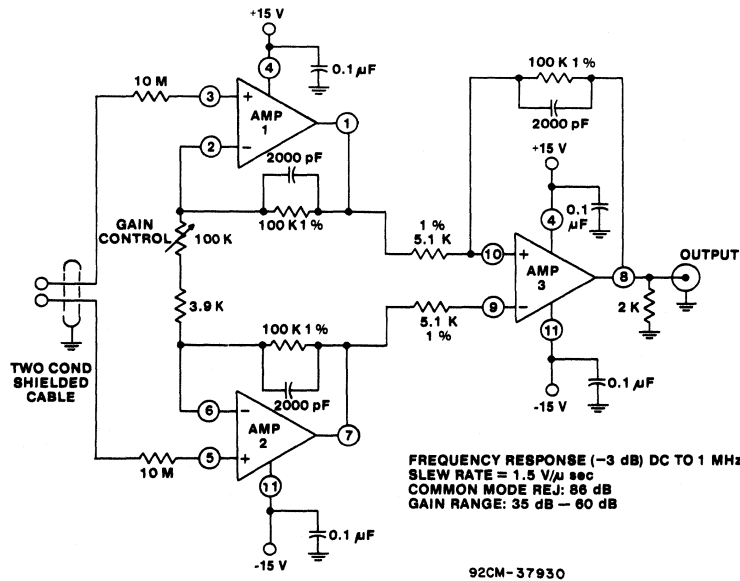 +15 V
4
0.1 µF
10 M
3
+
AMP
1
1
2
−
2000 pF
100 K 1 %
GAIN
CONTROL
100 K
3.9 K
TWO COND
SHIELDED
CABLE
100 K 1 %
2000 pF
6
−
AMP
2
7
10 M
5
+
11
0.1 µF
-15 V
100 K 1 %
2000 pF
+15 V
4
0.1
µF
1 %
5.1 K
10
+
AMP
3
8
OUTPUT
9
−
5.1 K
1 %
2 K
11
0.1 µF
-15 V
FREQUENCY RESPONSE (−3 dB) DC TO 1 MHz
SLEW RATE = 1.5 V/µ sec
COMMON MODE REJ: 86 dB
GAIN RANGE: 35 dB — 60 dB
92CM-37930